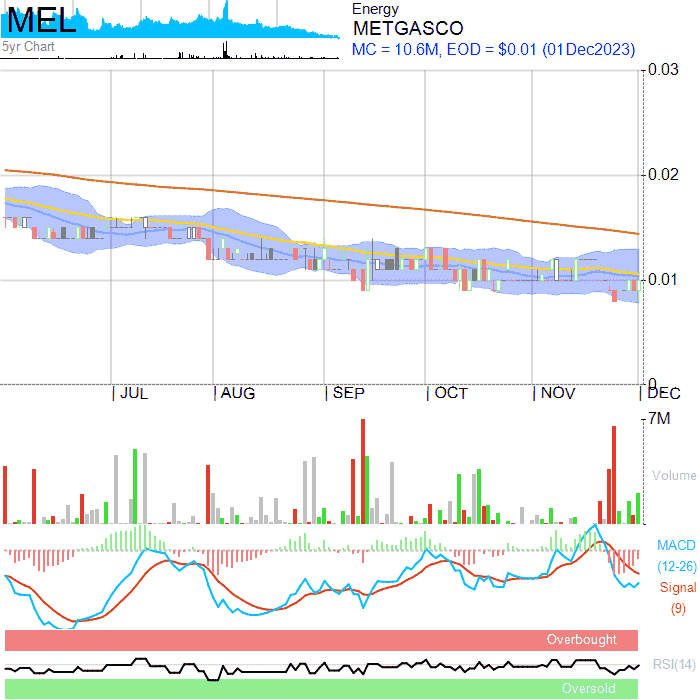 MEL
Energy
METGASCO
5yr Chart
MC = 10.6M, EOD = $0.01 (01Dec2023)
0.03
0.02
0.01
0
JUL
AUG
SEP
OCT
NOV
DEC
7M
Volume
MACD
(12-26)
Signal
(9)
Overbought
RSI(14)
Oversold